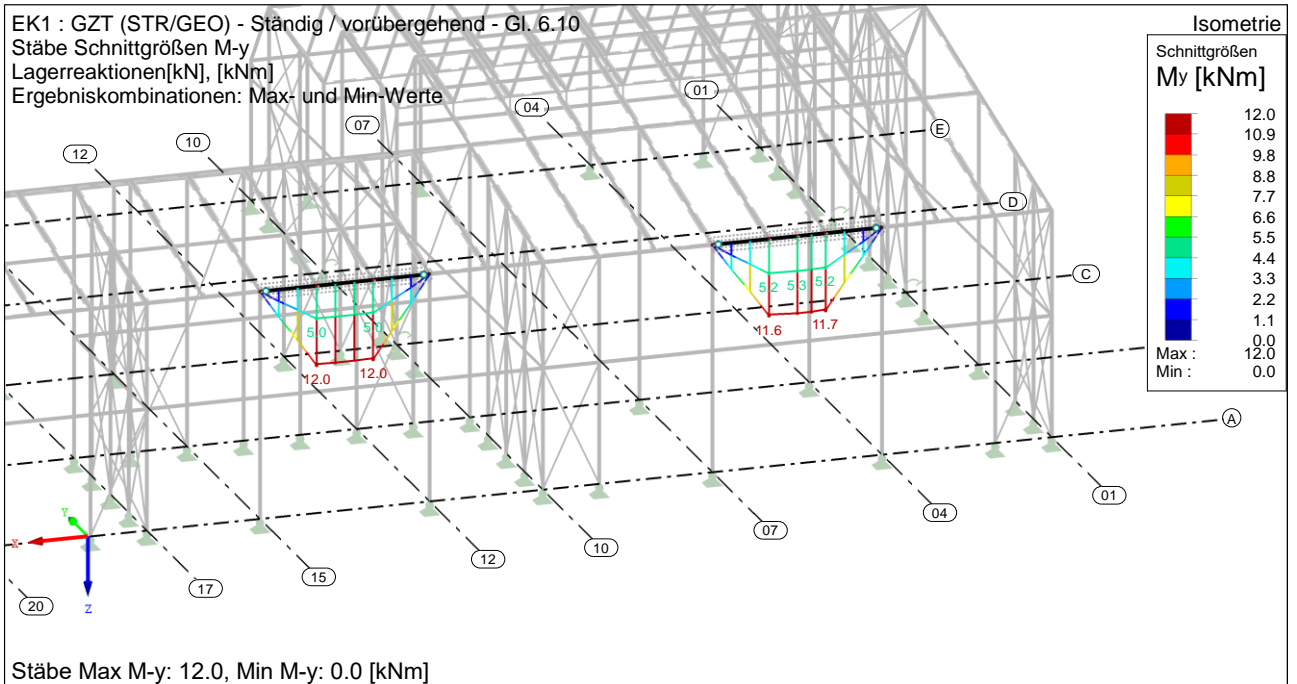 EK1 : GZT (STR/GEO) - Ständig / vorübergehend - Gl. 6.10
Stäbe Schnittgrößen M-y
Lagerreaktionen[kN], [kNm]
Ergebniskombinationen: Max- und Min-Werte
Isometrie
Schnittgrößen
My [kNm]
12.0
10.9
9.8
8.8
7.7
6.6
5.5
4.4
3.3
2.2
1.1
0.0
Max : 12.0
Min : 0.0
01
04
07
10
12
E
D
C
A
5.2
5.3
5.2
11.6
11.7
5.0
5.0
12.0
12.0
01
04
07
10
12
15
17
20
X
Y
Z
Stäbe Max M-y: 12.0, Min M-y: 0.0 [kNm]